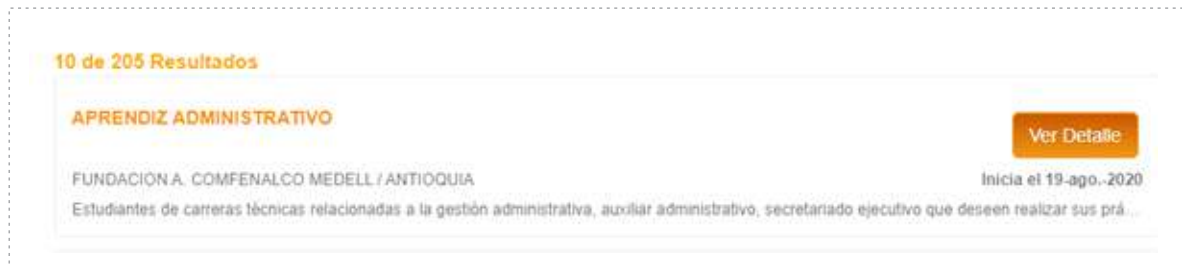 10 de 205 Resultados
APRENDIZ ADMINISTRATIVO
Ver Detalle
FUNDACION A. COMFENALCO MEDELL / ANTIOQUIA
Inicia el 19-ago.-2020
Estudiantes de carreras técnicas relacionadas a la gestión administrativa, auxiliar administrativo, secretariado ejecutivo que deseen realizar sus prá...